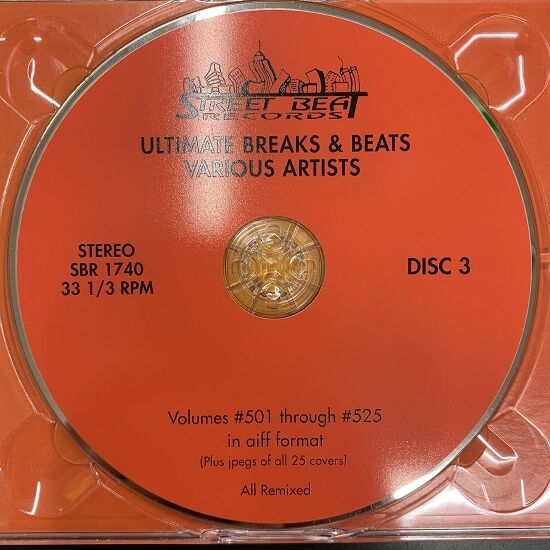 STREET BEAT
RECORDS
ULTIMATE BREAKS & BEATS
VARIOUS ARTISTS
STEREO
SBR 1740
33 1/3 RPM
DISC 3
Volumes #501 through #525
in aiff format
(Plus jpegs of all 25 covers)
All Remixed